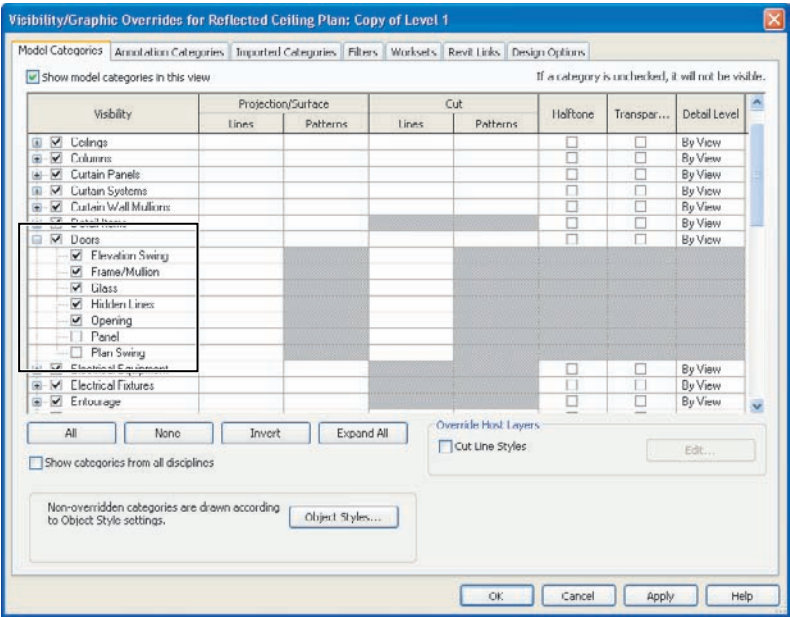 Visibility/Graphic Overrides for Reflected Ceiling Plan: Copy of Level 1
Model Categories Annotation Categories Imported Categories Filters Worksets Revit Links Design Options
Show model categories in this view If a category is unchecked, it will not be visible.
Visibility Projection/Surface Cut Halftone Transpar... Detail Level
Lines Patterns Lines Patterns
Ceilings By View
Columns By View
Curtain Panels By View
Curtain Systems By View
Curtain Wall Mullions By View
Detail Items By View
Doors By View
Elevation Swing
Frame/Mullion
Glass
Hidden Lines
Opening
Panel
Plan Swing
Electrical Equipment By View
Electrical Fixtures By View
Entourage By View
All None Invert Expand All
Override Host Layers
Cut Line Styles Edit...
Show categories from all disciplines
Non-overridden categories are drawn according
to Object Style settings.
Object Styles...
OK Cancel Apply Help